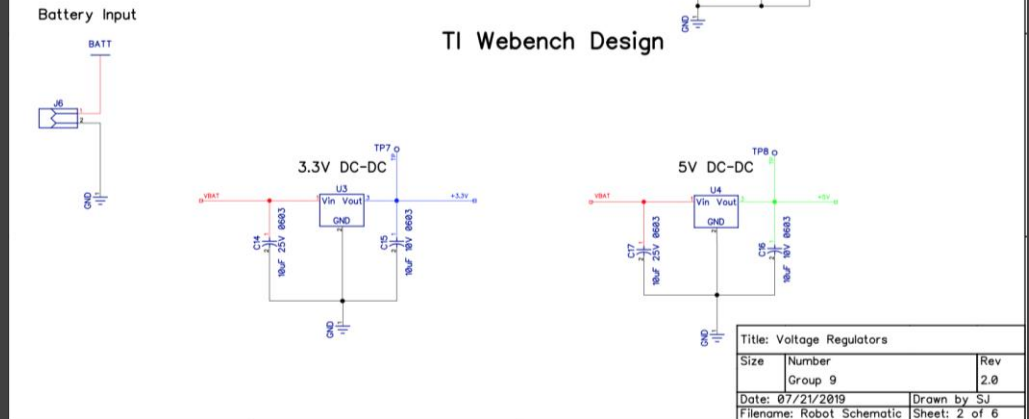 Battery Input
BATT
J6
1
2
GND
GND
TI Webench Design
TP7
3.3V DC-DC
U3
VBAT
Vin Vout
GND
+3.3V
C14
10uF 25V 0603
C15
10uF 10V 0603
GND
TP8
5V DC-DC
U4
VBAT
Vin Vout
GND
+5V
C17
10uF 25V 0603
C16
10uF 10V 0603
GND
Title: Voltage Regulators
Size Number Rev
Group 9 2.0
Date: 07/21/2019 Drawn by SJ
Filename: Robot Schematic Sheet: 2 of 6